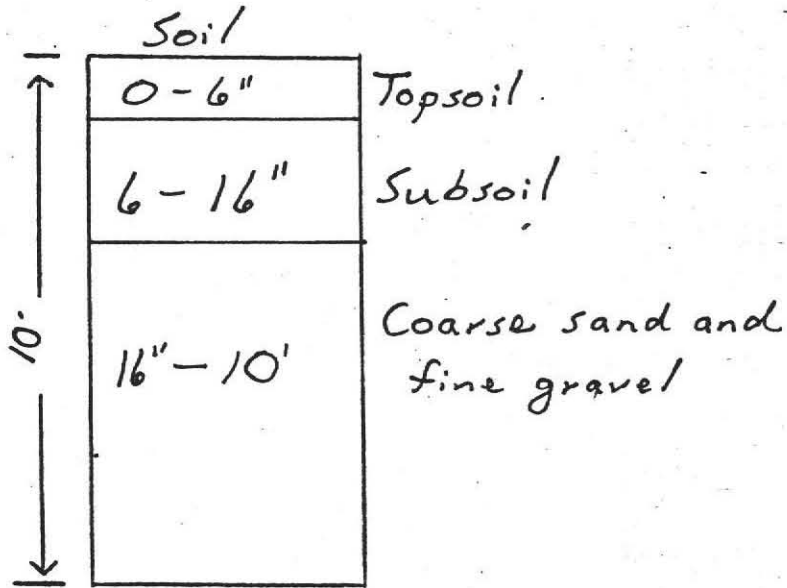 Soil
0 - 6" Topsoil
6 - 16" Subsoil
10'
16" - 10' Coarse sand and
fine gravel